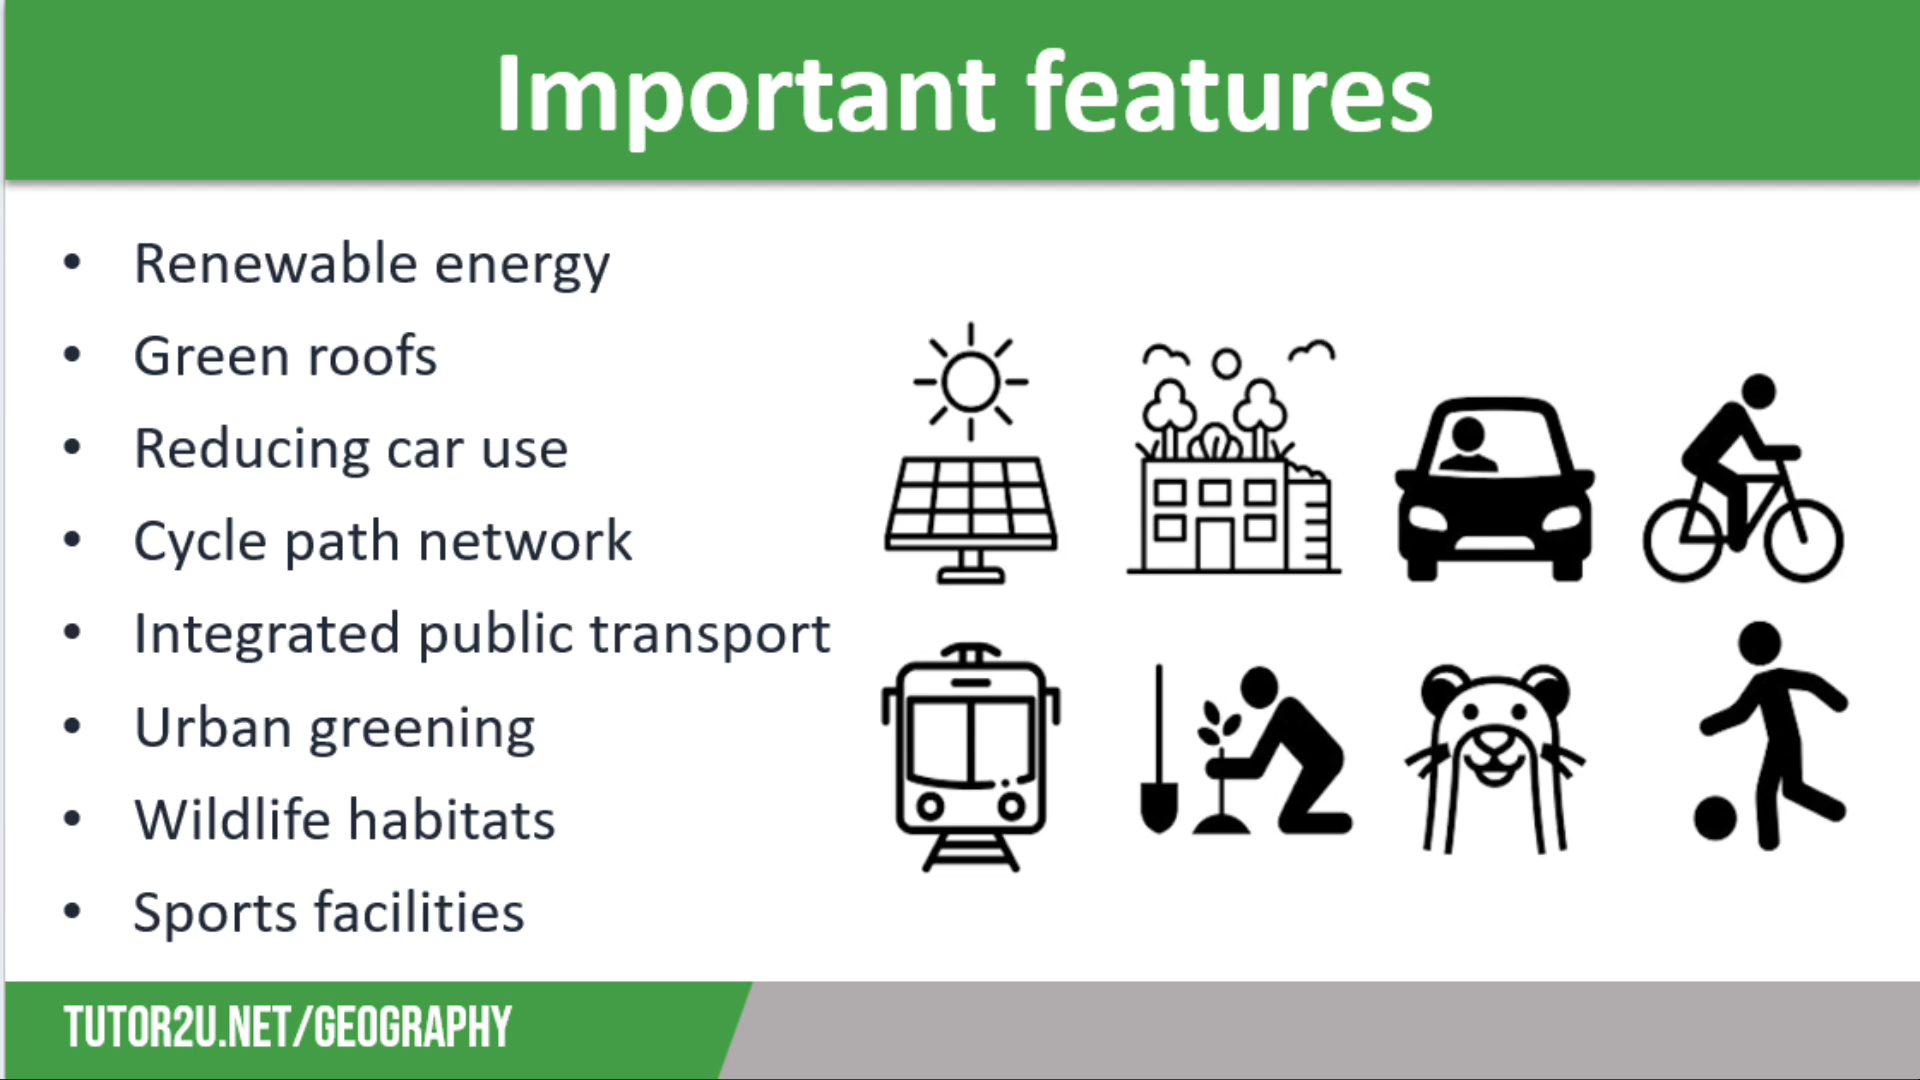 Important features
• Renewable energy
• Green roofs
• Reducing car use
• Cycle path network
• Integrated public transport
• Urban greening
• Wildlife habitats
• Sports facilities
TUTOR2U.NET/GEOGRAPHY